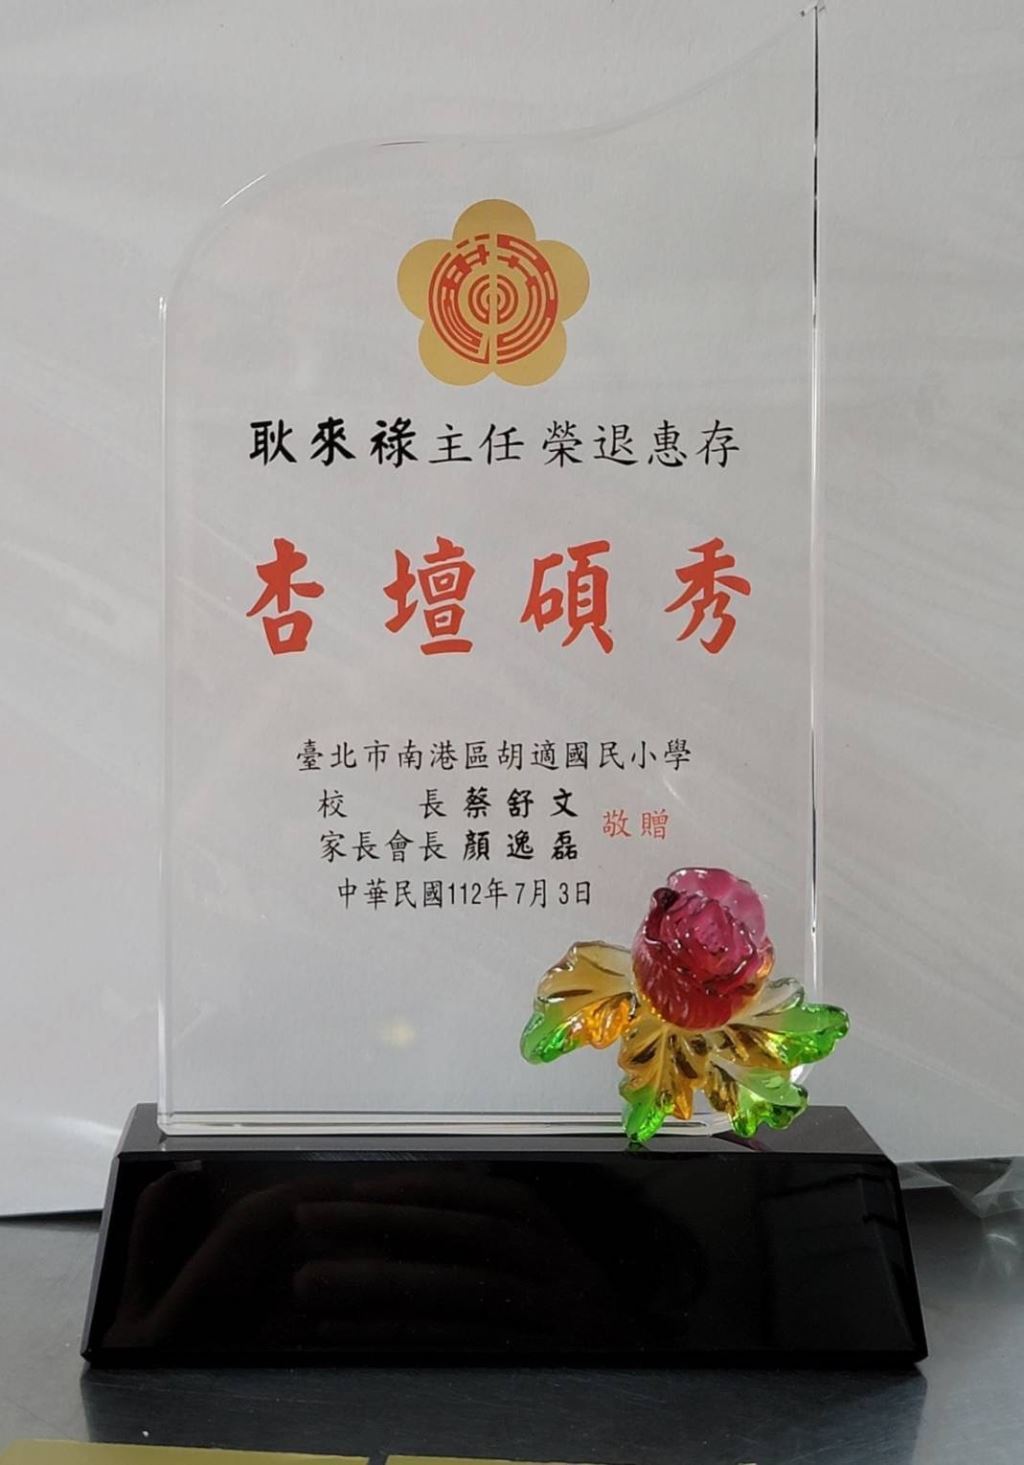 耿來祿主任 榮退惠存
杏壇碩秀
臺北市南港區胡適國民小學
校長 蔡舒文
家長會長 顏逸磊
敬贈
中華民國112年7月3日